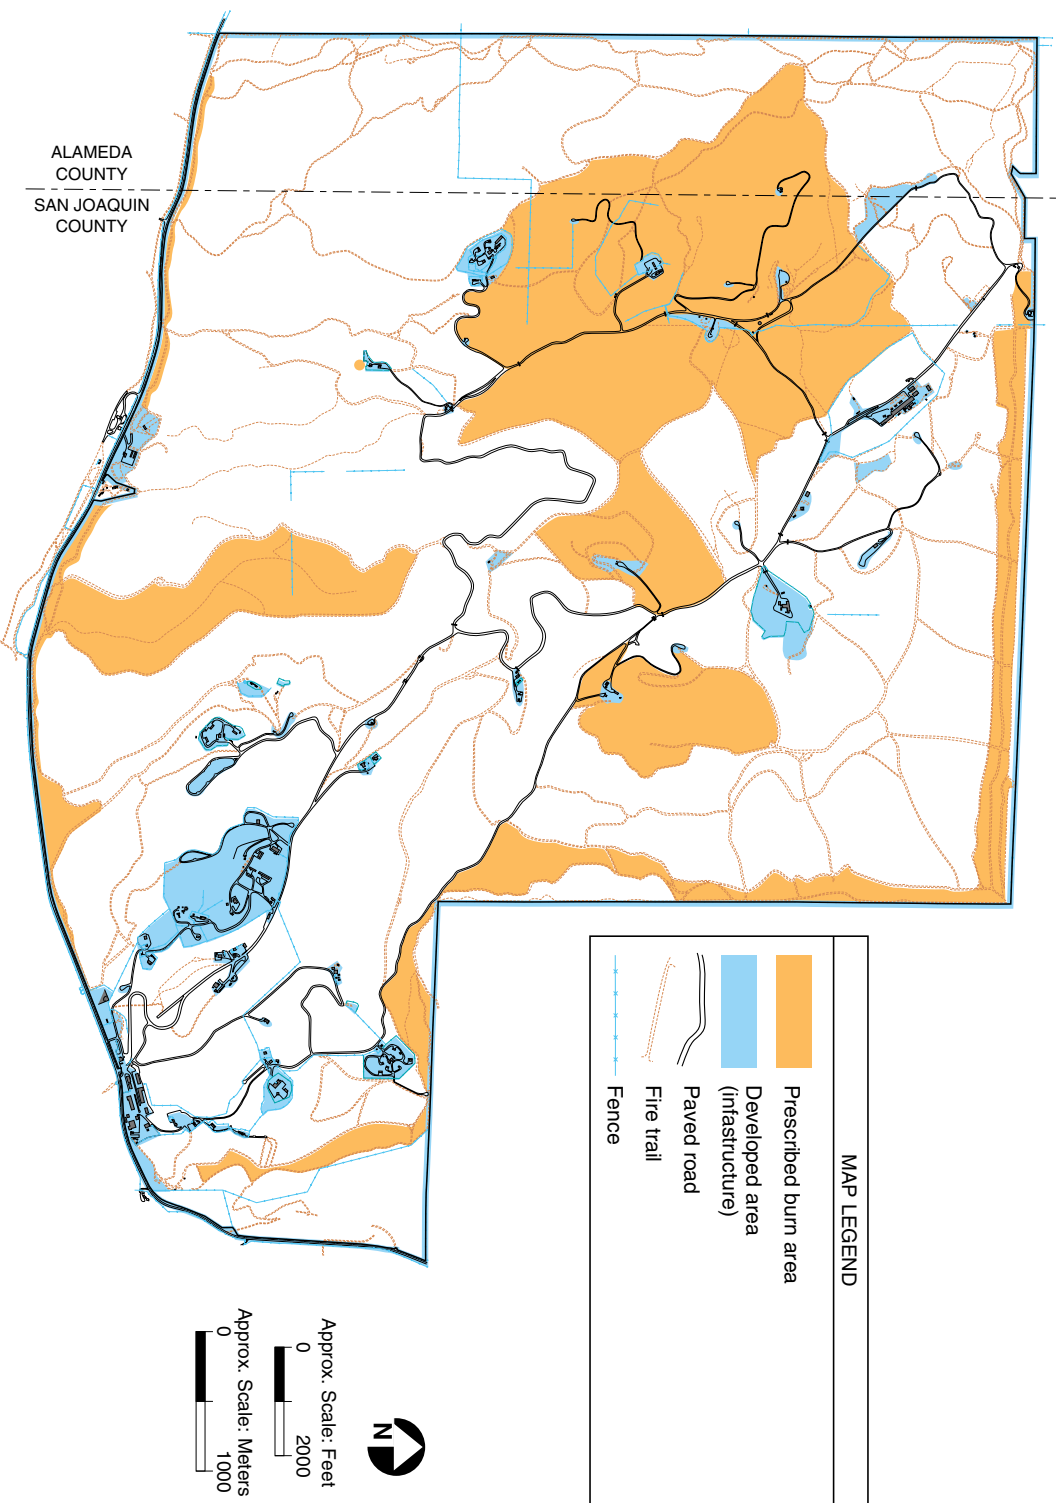 ALAMEDA
COUNTY
SAN JOAQUIN
COUNTY
MAP LEGEND
Prescribed burn area
Developed area
(infastructure)
Paved road
Fire trail
Fence
N
Approx. Scale: Feet
0 2000
Approx. Scale: Meters
0 1000